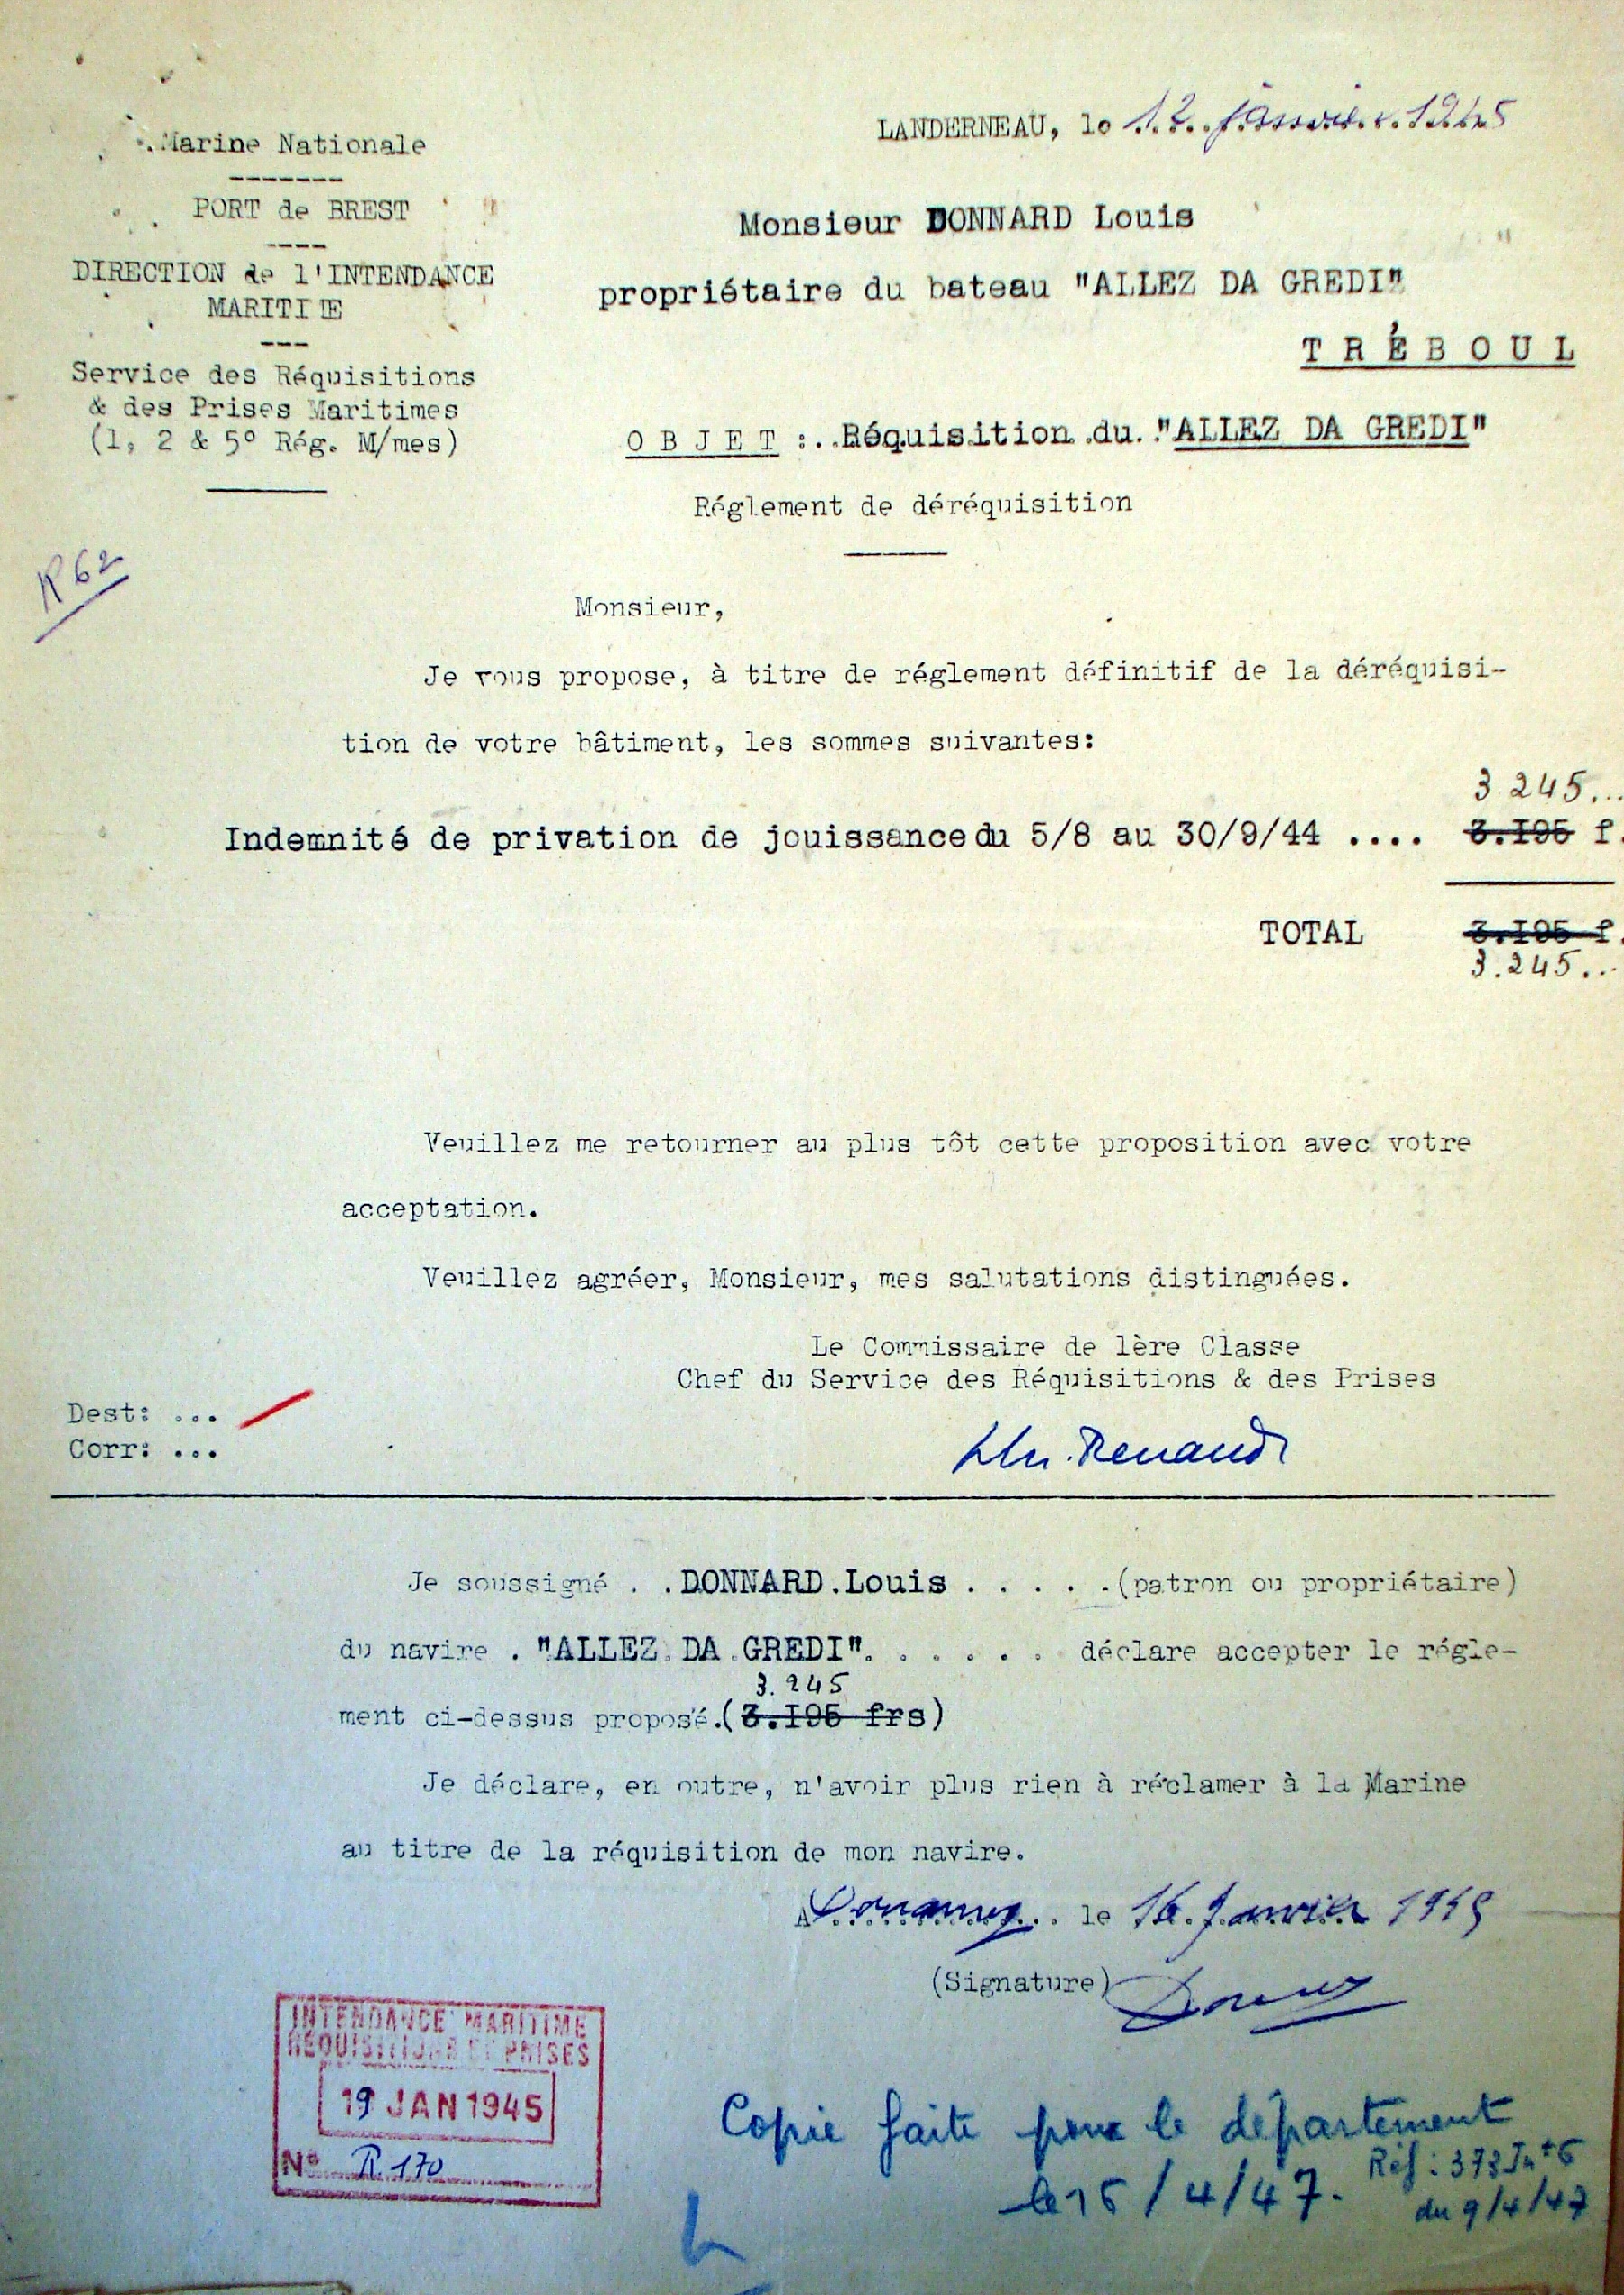 Marine Nationale
PORT de BREST
DIRECTION de l'INTENDANCE
MARITIME
Service des Réquisitions
& des Prises Maritimes
(1, 2 & 5° Rég. M/mes)
R 62
LANDERNEAU, le 12 janvier 1945
Monsieur DONNARD Louis
propriétaire du bateau "ALLEZ DA GREDI"
TRÉBOUL
OBJET : Réquisition du "ALLEZ DA GREDI"
Réglement de déréquisition
Monsieur,
Je vous propose, à titre de réglement définitif de la déréquisi-
tion de votre bâtiment, les sommes suivantes:
3 245...
Indemnité de privation de jouissance du 5/8 au 30/9/44 .... 3.I95 f.
TOTAL 3.I95 f.
3.245...
Veuillez me retourner au plus tôt cette proposition avec votre
acceptation.
Veuillez agréer, Monsieur, mes salutations distinguées.
Le Commissaire de 1ère Classe
Chef du Service des Réquisitions & des Prises
Dest: ...
Corr: ...
Renaud
Je soussigné . . DONNARD.Louis . . . . . (patron ou propriétaire)
du navire . "ALLEZ DA GREDI". . . . . . . déclare accepter le régle-
3.245
ment ci-dessus proposé.(3.I95 frs)
Je déclare, en outre, n'avoir plus rien à réclamer à la Marine
au titre de la réquisition de mon navire.
A le 16 Janvier 1945
(Signature)
INTENDANCE MARITIME
RÉQUISITIONS ET PRISES
19 JAN 1945
N° R.170
Copie faite pour le département
le 15/4/47.
Réf: 373 Int 6
du 9/4/47